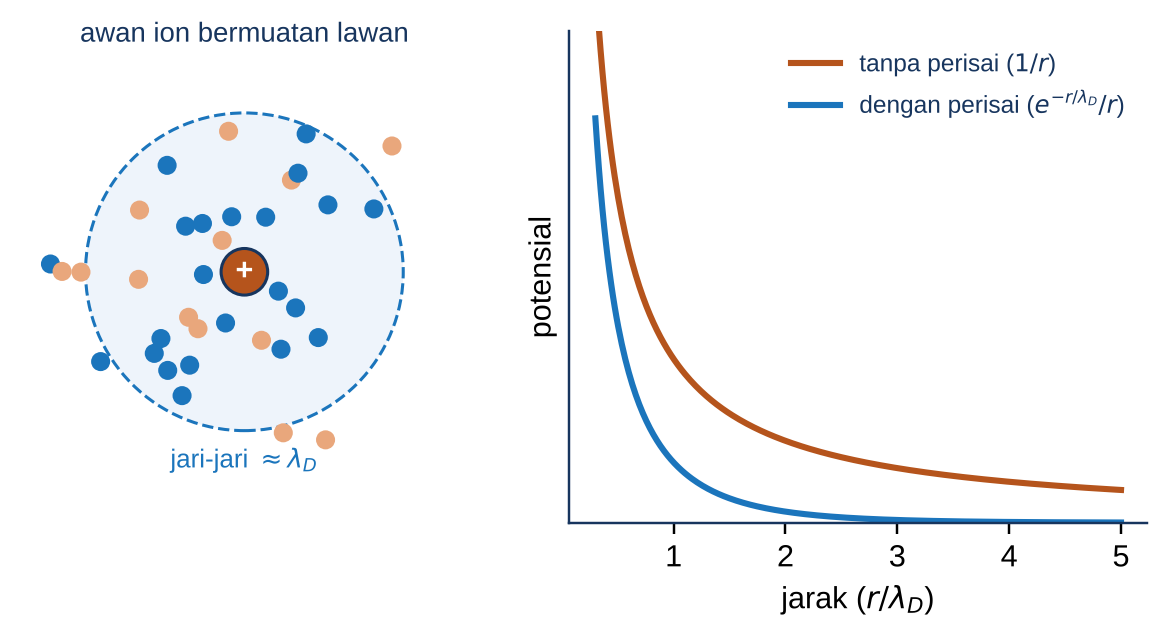 awan ion bermuatan lawan
+
jari-jari ≈ λ_D
tanpa perisai (1/r)
dengan perisai (e^{−r/λ_D}/r)
potensial
1 2 3 4 5
jarak (r/λ_D)